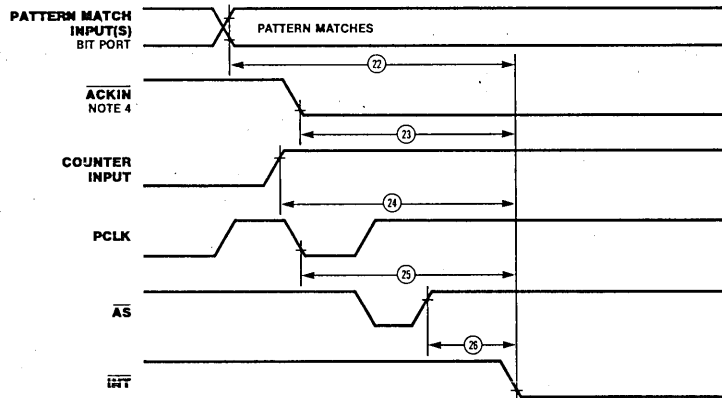 PATTERN MATCH
INPUT(S)
BIT PORT
PATTERN MATCHES
22
ACKIN
NOTE 4
23
COUNTER
INPUT
24
PCLK
25
AS
26
INT